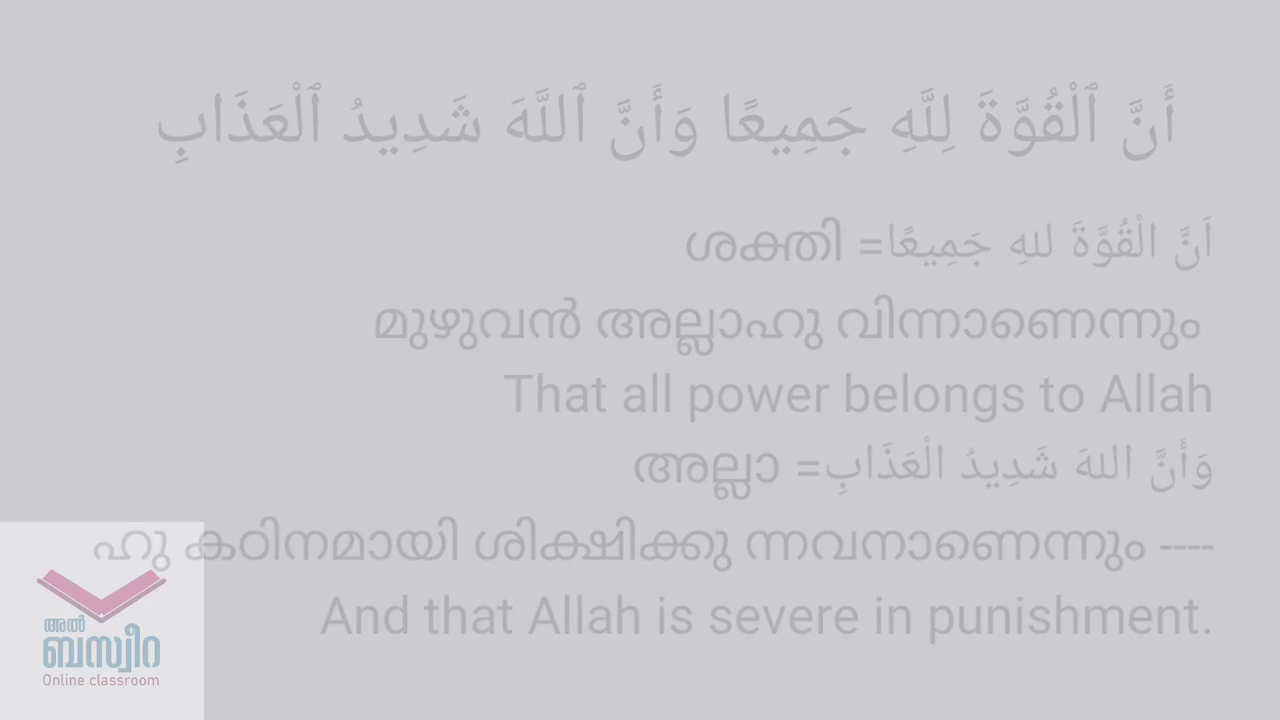 أَنَّ ٱلْقُوَّةَ لِلَّهِ جَمِيعًا وَأَنَّ ٱللَّهَ شَدِيدُ ٱلْعَذَابِ
اَنَّ الْقُوَّةَ للهِ جَمِيعًا= ശക്തി
മുഴുവൻ അല്ലാഹു വിന്നാണെന്നും
That all power belongs to Allah
وَأَنَّ اللهَ شَدِيدُ الْعَذَابِ= അല്ലാ
ഹു കഠിനമായി ശിക്ഷിക്കു ന്നവനാണെന്നും ----
And that Allah is severe in punishment.
അൽ
ബസ്വീറ
Online classroom